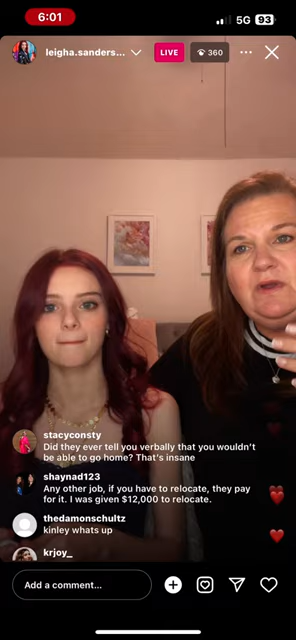 6:01
5G 93
leigha.sanders...
LIVE
360
stacyconsty
Did they ever tell you verbally that you wouldn't
be able to go home? That's insane
shaynad123
Any other job, if you have to relocate, they pay
for it. I was given $12,000 to relocate.
thedamonschultz
kinley whats up
krjoy_
Add a comment...